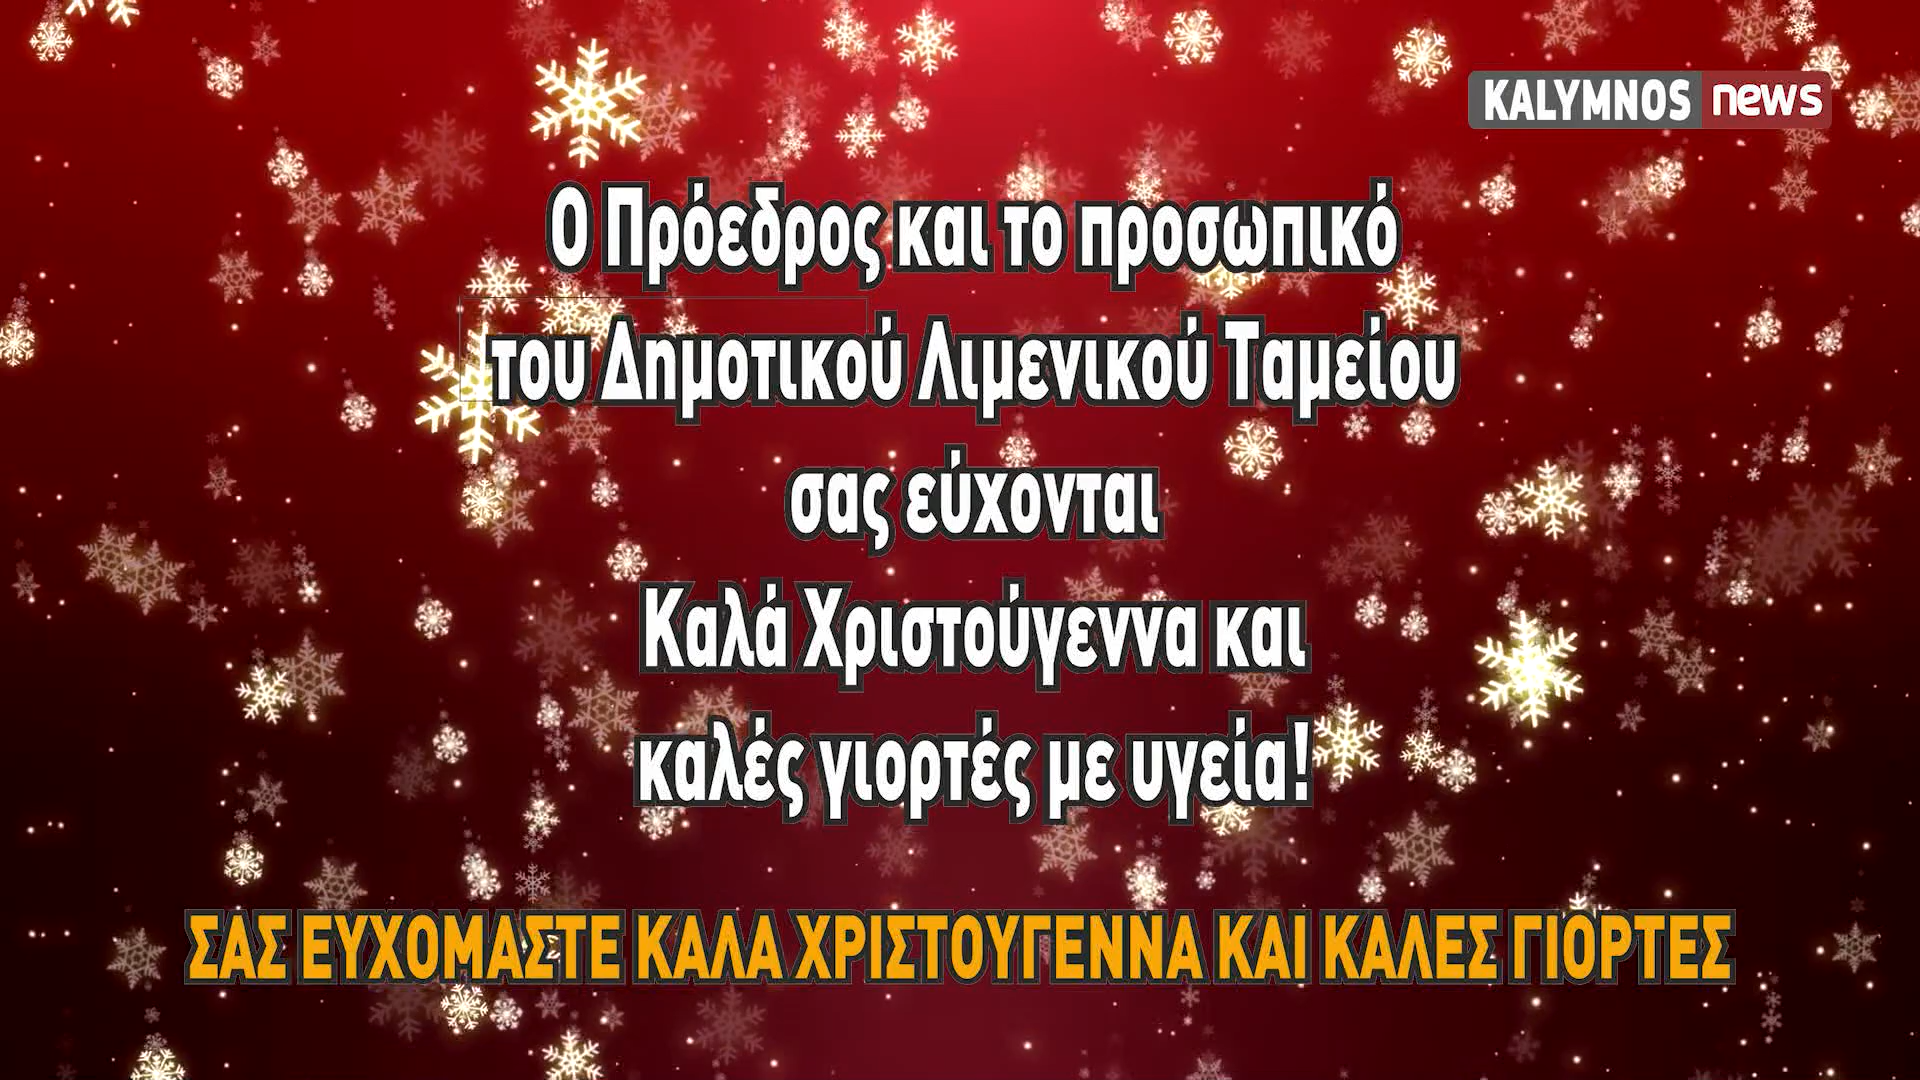 KALYMNOS news
Ο Πρόεδρος και το προσωπικό
του Δημοτικού Λιμενικού Ταμείου
σας εύχονται
Καλά Χριστούγεννα και
καλές γιορτές με υγεία!
ΣΑΣ ΕΥΧΟΜΑΣΤΕ ΚΑΛΑ ΧΡΙΣΤΟΥΓΕΝΝΑ ΚΑΙ ΚΑΛΕΣ ΓΙΟΡΤΕΣ